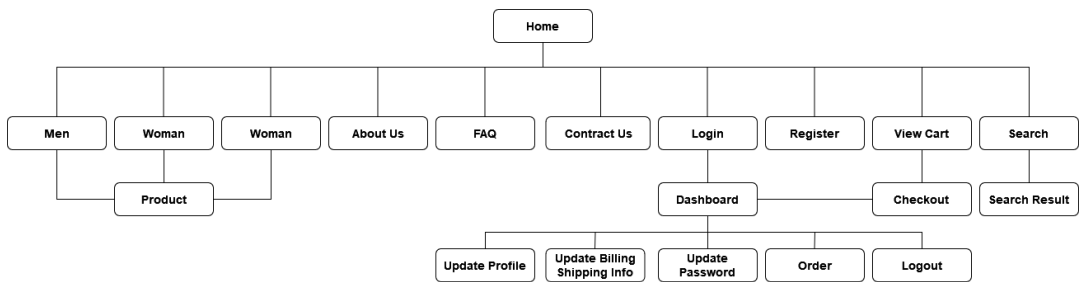 Home
Men
Woman
Woman
About Us
FAQ
Contract Us
Login
Register
View Cart
Search
Product
Dashboard
Checkout
Search Result
Update Profile
Update Billing
Shipping Info
Update
Password
Order
Logout